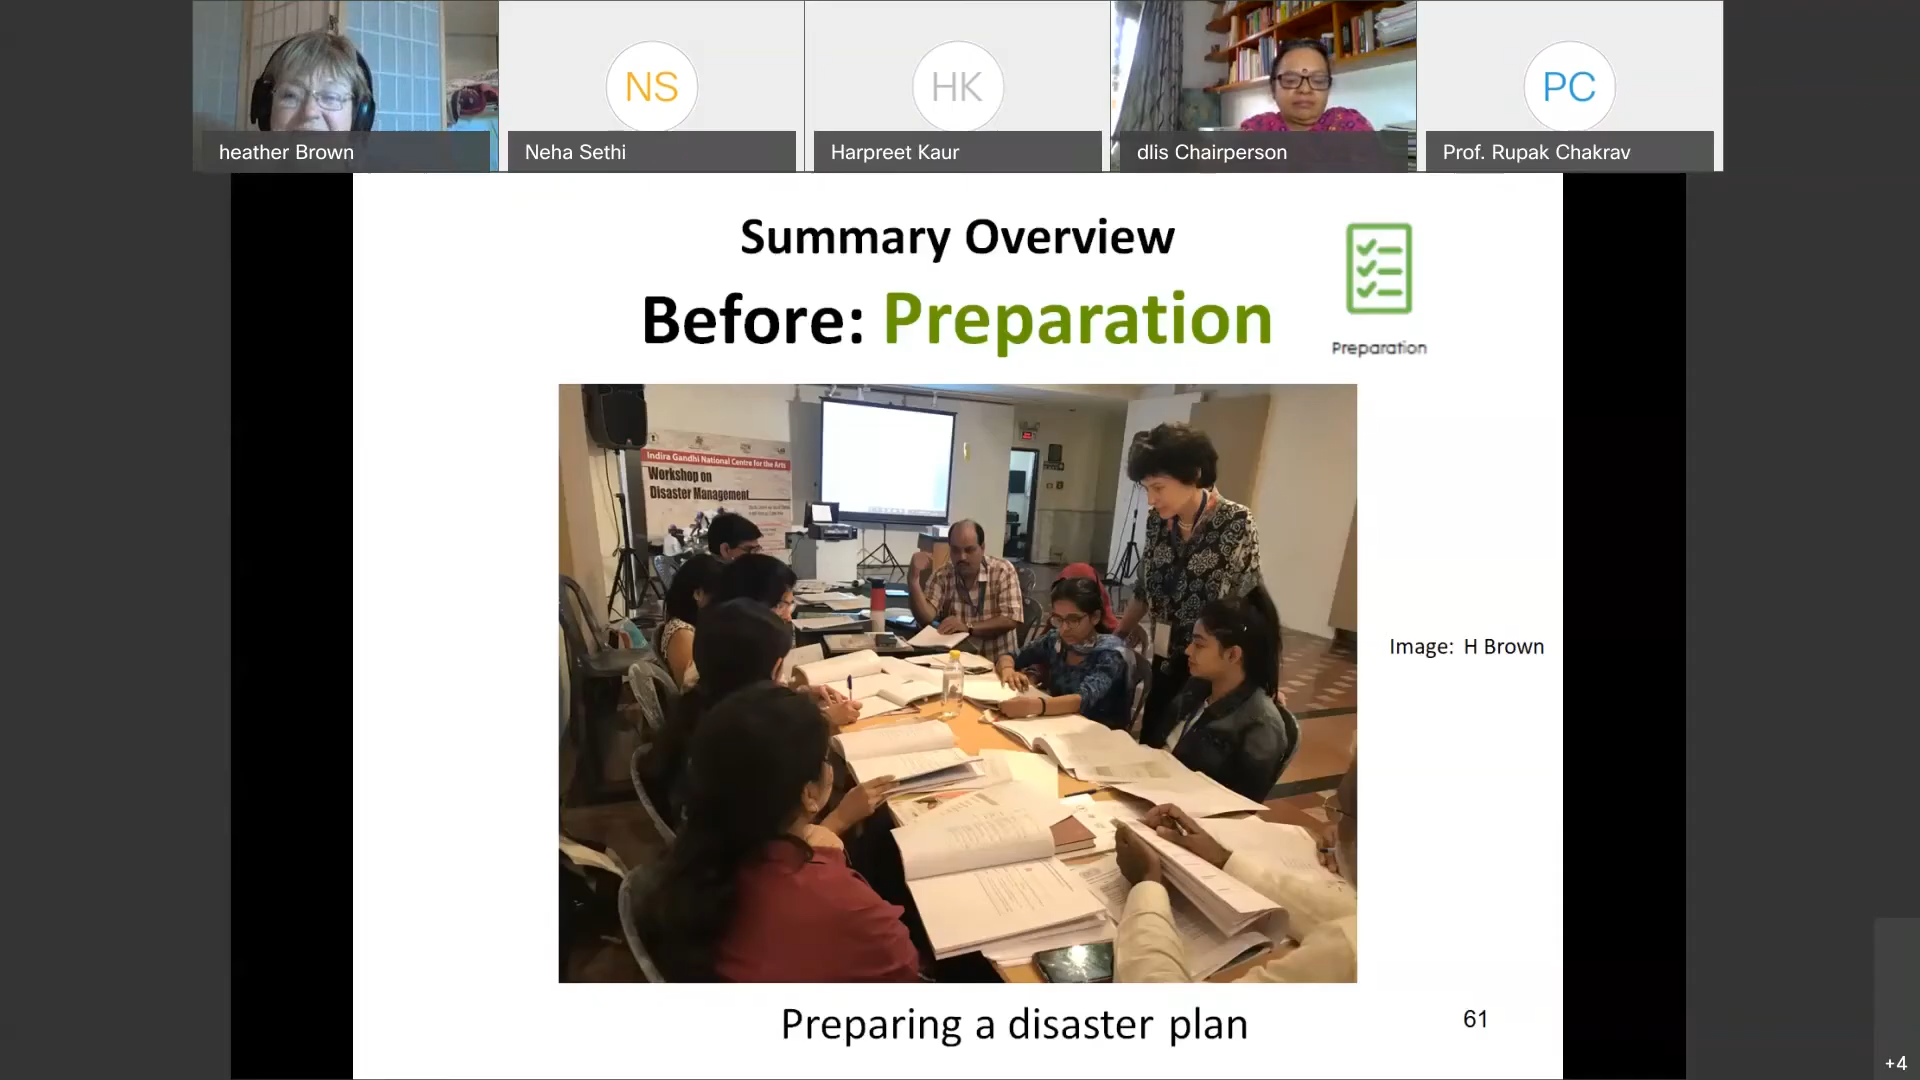 NS
HK
PC
heather Brown
Neha Sethi
Harpreet Kaur
dlis Chairperson
Prof. Rupak Chakrav
Summary Overview
Before: Preparation
Preparation
Indira Gandhi National Centre for the Arts
Workshop on
Disaster Management
Image: H Brown
Preparing a disaster plan
61
+4